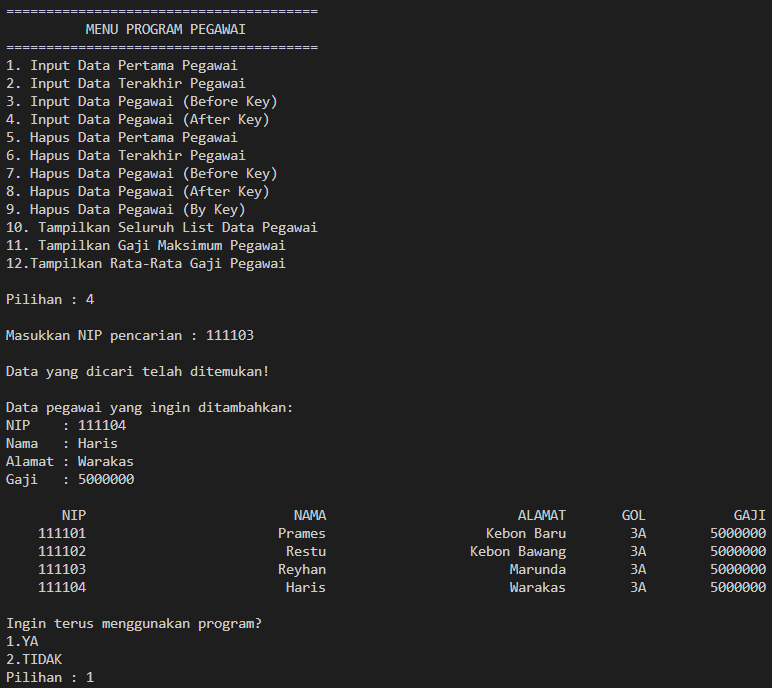 =======================================
MENU PROGRAM PEGAWAI
=======================================
1. Input Data Pertama Pegawai
2. Input Data Terakhir Pegawai
3. Input Data Pegawai (Before Key)
4. Input Data Pegawai (After Key)
5. Hapus Data Pertama Pegawai
6. Hapus Data Terakhir Pegawai
7. Hapus Data Pegawai (Before Key)
8. Hapus Data Pegawai (After Key)
9. Hapus Data Pegawai (By Key)
10. Tampilkan Seluruh List Data Pegawai
11. Tampilkan Gaji Maksimum Pegawai
12.Tampilkan Rata-Rata Gaji Pegawai
Pilihan : 4
Masukkan NIP pencarian : 111103
Data yang dicari telah ditemukan!
Data pegawai yang ingin ditambahkan:
NIP    : 111104
Nama   : Haris
Alamat : Warakas
Gaji   : 5000000
NIP NAMA ALAMAT GOL GAJI
111101 Prames Kebon Baru 3A 5000000
111102 Restu Kebon Bawang 3A 5000000
111103 Reyhan Marunda 3A 5000000
111104 Haris Warakas 3A 5000000
Ingin terus menggunakan program?
1.YA
2.TIDAK
Pilihan : 1